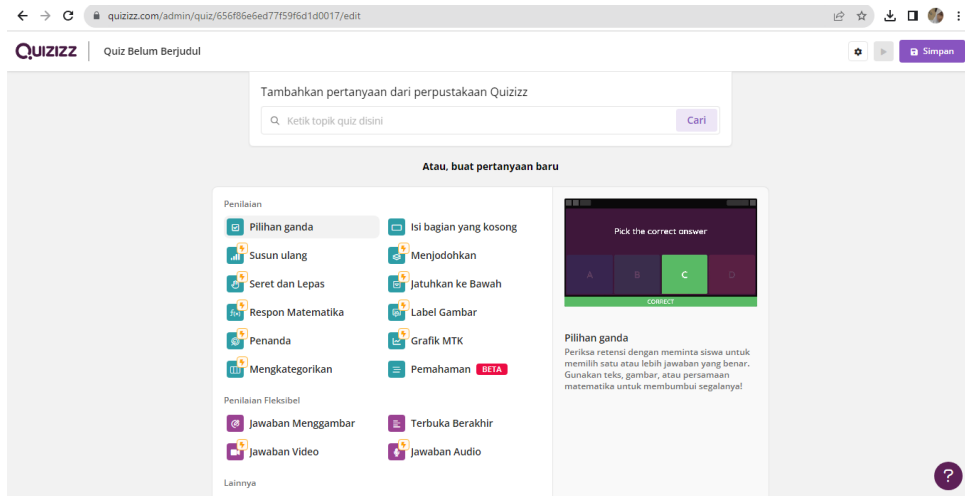 quizizz.com/admin/quiz/656f86e6ed77f59f6d1d0017/edit
QUIZIZZ
Quiz Belum Berjudul
Simpan
Tambahkan pertanyaan dari perpustakaan Quizizz
Ketik topik quiz disini
Cari
Atau, buat pertanyaan baru
Penilaian
Pilihan ganda
Isi bagian yang kosong
Susun ulang
Menjodohkan
Seret dan Lepas
Jatuhkan ke Bawah
Respon Matematika
Label Gambar
Penanda
Grafik MTK
Mengkategorikan
Pemahaman BETA
Penilaian Fleksibel
Jawaban Menggambar
Terbuka Berakhir
Jawaban Video
Jawaban Audio
Lainnya
Pick the correct answer
A B C D
CORRECT
Pilihan ganda
Periksa retensi dengan meminta siswa untuk
memilih satu atau lebih jawaban yang benar.
Gunakan teks, gambar, atau persamaan
matematika untuk membumbui segalanya!
?